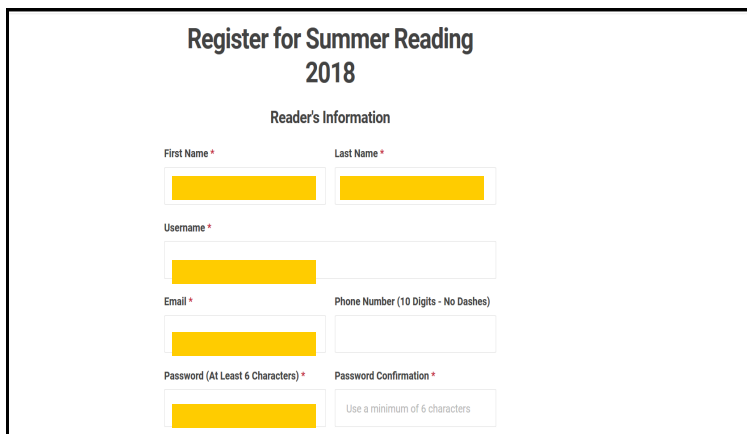 Register for Summer Reading
2018
Reader's Information
First Name *
Last Name *
Username *
Email *
Phone Number (10 Digits - No Dashes)
Password (At Least 6 Characters) *
Password Confirmation *
Use a minimum of 6 characters